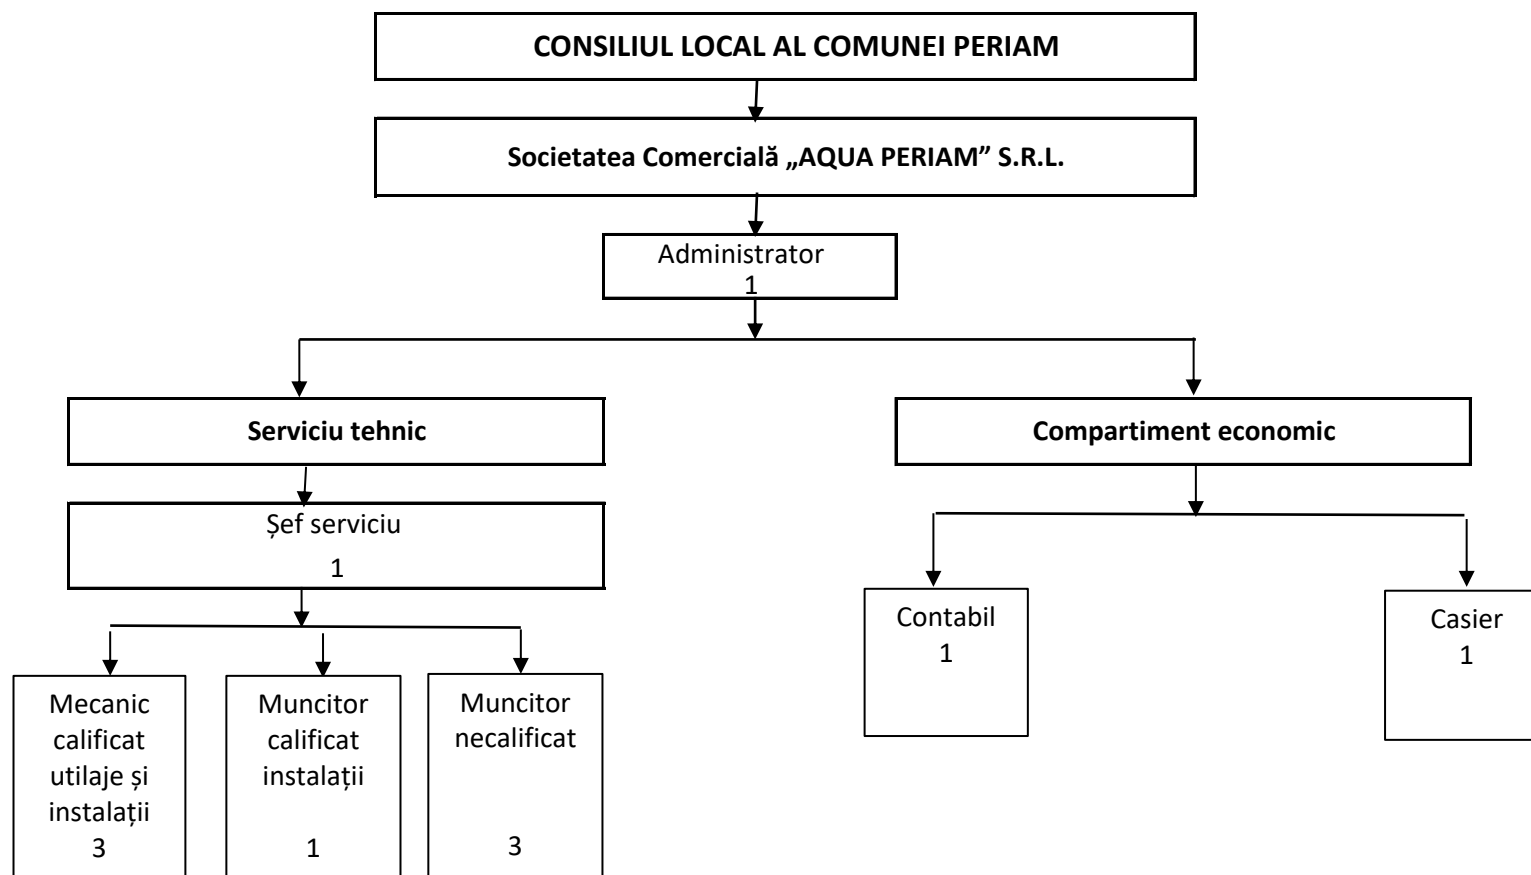 CONSILIUL LOCAL AL COMUNEI PERIAM
Societatea Comercială „AQUA PERIAM” S.R.L.
Administrator
1
Serviciu tehnic
Compartiment economic
Șef serviciu
1
Contabil
1
Casier
1
Mecanic
calificat
utilaje și
instalații
3
Muncitor
calificat
instalații
1
Muncitor
necalificat
3